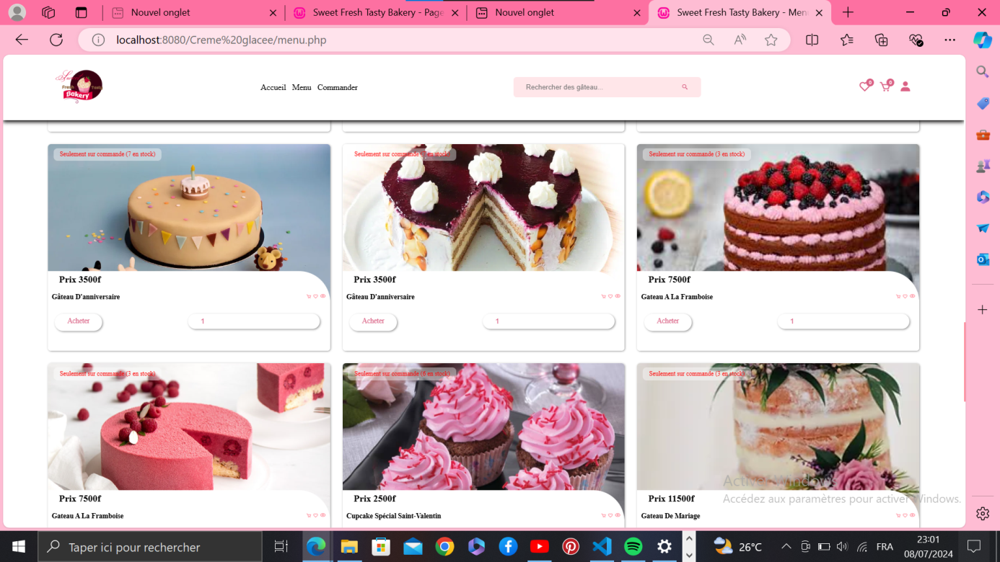 Nouvel onglet
Sweet Fresh Tasty Bakery - Page
Nouvel onglet
Sweet Fresh Tasty Bakery - Men
localhost:8080/Creme%20glacee/menu.php
Sweet
Fresh Tasty
Bakery
Accueil Menu Commander
Rechercher des gâteau...
0 0
Seulement sur commande (7 en stock)
Seulement sur commande en stock)
Seulement sur commande (3 en stock)
Prix 3500f
Prix 3500f
Prix 7500f
Gâteau D'anniversaire
Gâteau D'anniversaire
Gateau A La Framboise
Acheter 1
Acheter 1
Acheter 1
Seulement sur commande (3 en stock)
Seulement sur commande (6 en stock)
Seulement sur commande (3 en stock)
Prix 7500f
Prix 2500f
Prix 11500f
Gateau A La Framboise
Cupcake Spécial Saint-Valentin
Gateau De Mariage
Activer Windows
Accédez aux paramètres pour activer Windows.
Taper ici pour rechercher
26°C
FRA
23:01
08/07/2024